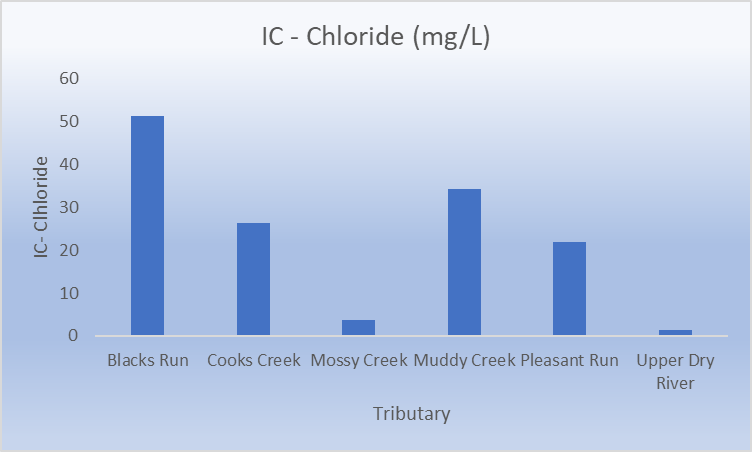 IC - Chloride (mg/L)
60
50
40
30
20
10
0
IC- Clhloride
Blacks Run
Cooks Creek
Mossy Creek
Muddy Creek
Pleasant Run
Upper Dry
River
Tributary